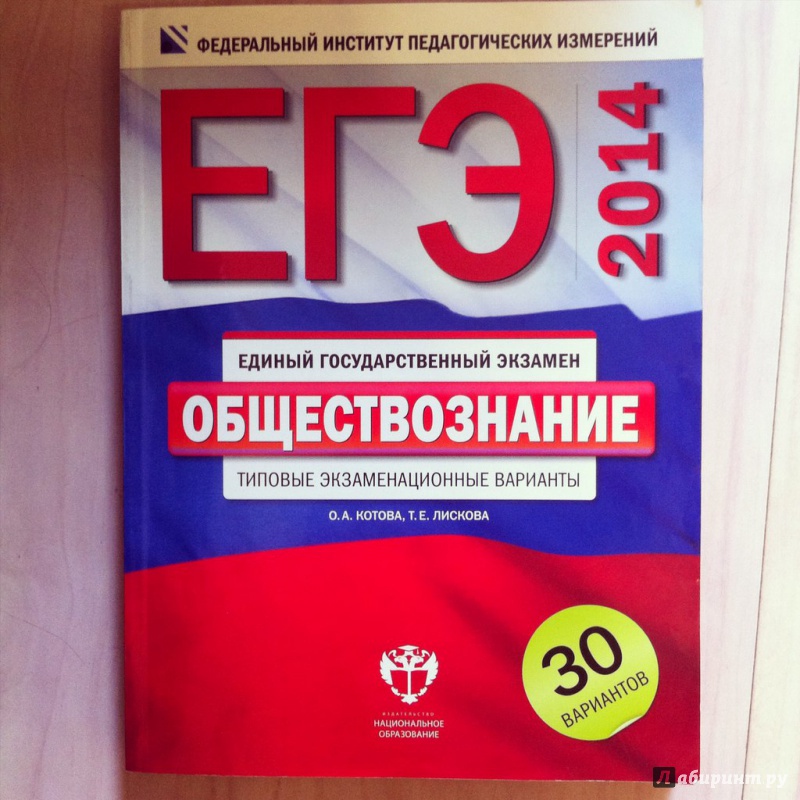 ФЕДЕРАЛЬНЫЙ ИНСТИТУТ ПЕДАГОГИЧЕСКИХ ИЗМЕРЕНИЙ
ЕГЭ
2014
ЕДИНЫЙ ГОСУДАРСТВЕННЫЙ ЭКЗАМЕН
ОБЩЕСТВОЗНАНИЕ
ТИПОВЫЕ ЭКЗАМЕНАЦИОННЫЕ ВАРИАНТЫ
О. А. КОТОВА, Т. Е. ЛИСКОВА
30
ВАРИАНТОВ
ИЗДАТЕЛЬСТВО
НАЦИОНАЛЬНОЕ
ОБРАЗОВАНИЕ
Лабиринт.ру